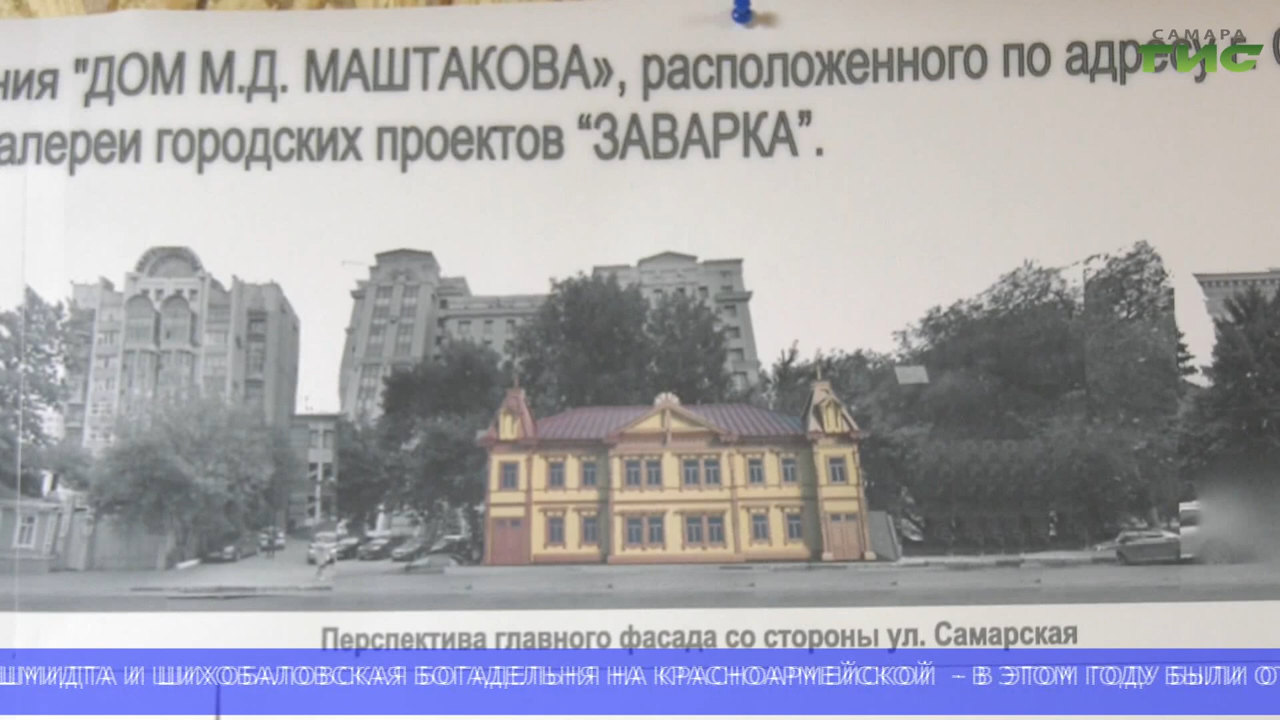 ния "ДОМ М.Д. МАШТАКОВА», расположенного по адресу г. С
САМАРА
ГИС
алереи городских проектов “ЗАВАРКА”.
Перспектива главного фасада со стороны ул. Самарская
ШМИДТА И ШИХОБАЛОВСКАЯ БОГАДЕЛЬНЯ НА КРАСНОАРМЕЙСКОЙ – В ЭТОМ ГОДУ БЫЛИ О